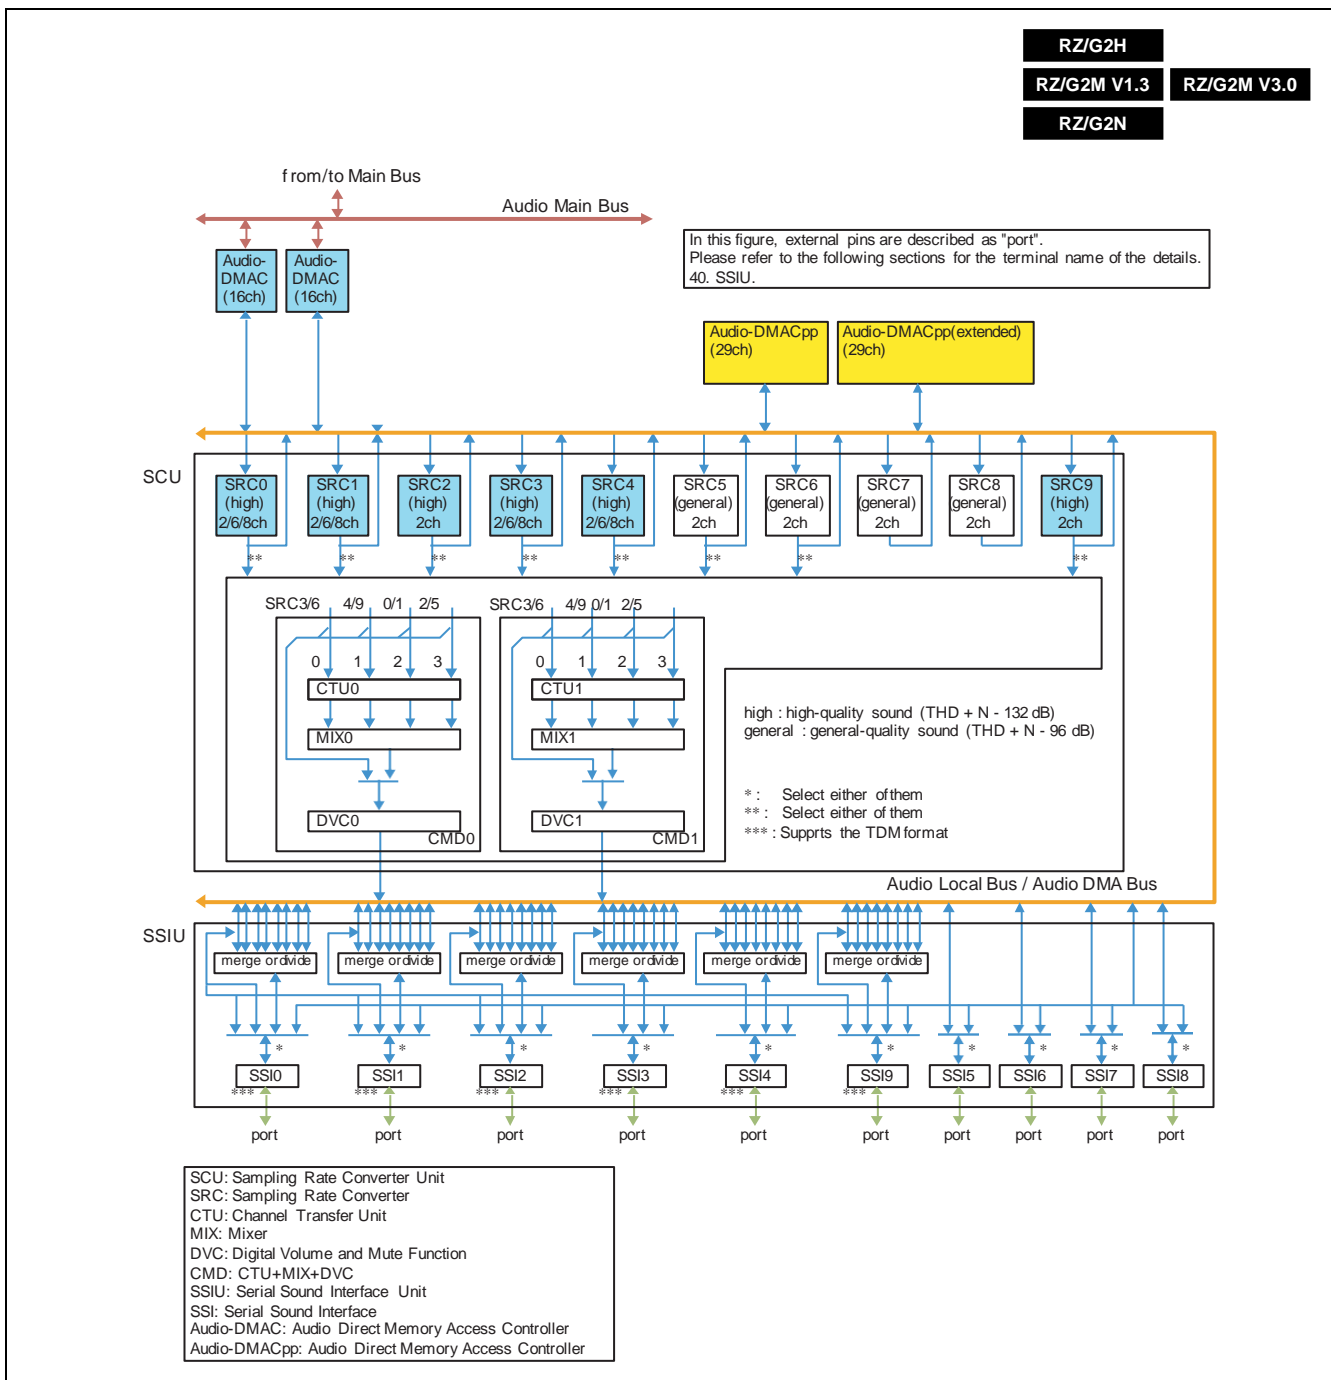 RZ/G2H
RZ/G2M V1.3 RZ/G2M V3.0
RZ/G2N
from/to Main Bus
Audio Main Bus
Audio-
DMAC
(16ch)
Audio-
DMAC
(16ch)
In this figure, external pins are described as "port".
Please refer to the following sections for the terminal name of the details.
40. SSIU.
Audio-DMACpp
(29ch)
Audio-DMACpp(extended)
(29ch)
SCU
SRC0
(high)
2/6/8ch
SRC1
(high)
2/6/8ch
SRC2
(high)
2ch
SRC3
(high)
2/6/8ch
SRC4
(high)
2/6/8ch
SRC5
(general)
2ch
SRC6
(general)
2ch
SRC7
(general)
2ch
SRC8
(general)
2ch
SRC9
(high)
2ch
** ** ** ** ** ** ** **
SRC3/6 4/9 0/1 2/5
0 1 2 3
CTU0
MIX0
DVC0
CMD0
SRC3/6 4/9 0/1 2/5
0 1 2 3
CTU1
MIX1
DVC1
CMD1
high : high-quality sound (THD + N - 132 dB)
general : general-quality sound (THD + N - 96 dB)
* : Select either of them
** : Select either of them
*** : Supprts the TDM format
Audio Local Bus / Audio DMA Bus
SSIU
merge or divide merge or divide merge or divide merge or divide merge or divide merge or divide
* * * * * * * * * *
SSI0 SSI1 SSI2 SSI3 SSI4 SSI9 SSI5 SSI6 SSI7 SSI8
*** *** *** *** *** ***
port port port port port port port port port port
SCU: Sampling Rate Converter Unit
SRC: Sampling Rate Converter
CTU: Channel Transfer Unit
MIX: Mixer
DVC: Digital Volume and Mute Function
CMD: CTU+MIX+DVC
SSIU: Serial Sound Interface Unit
SSI: Serial Sound Interface
Audio-DMAC: Audio Direct Memory Access Controller
Audio-DMACpp: Audio Direct Memory Access Controller